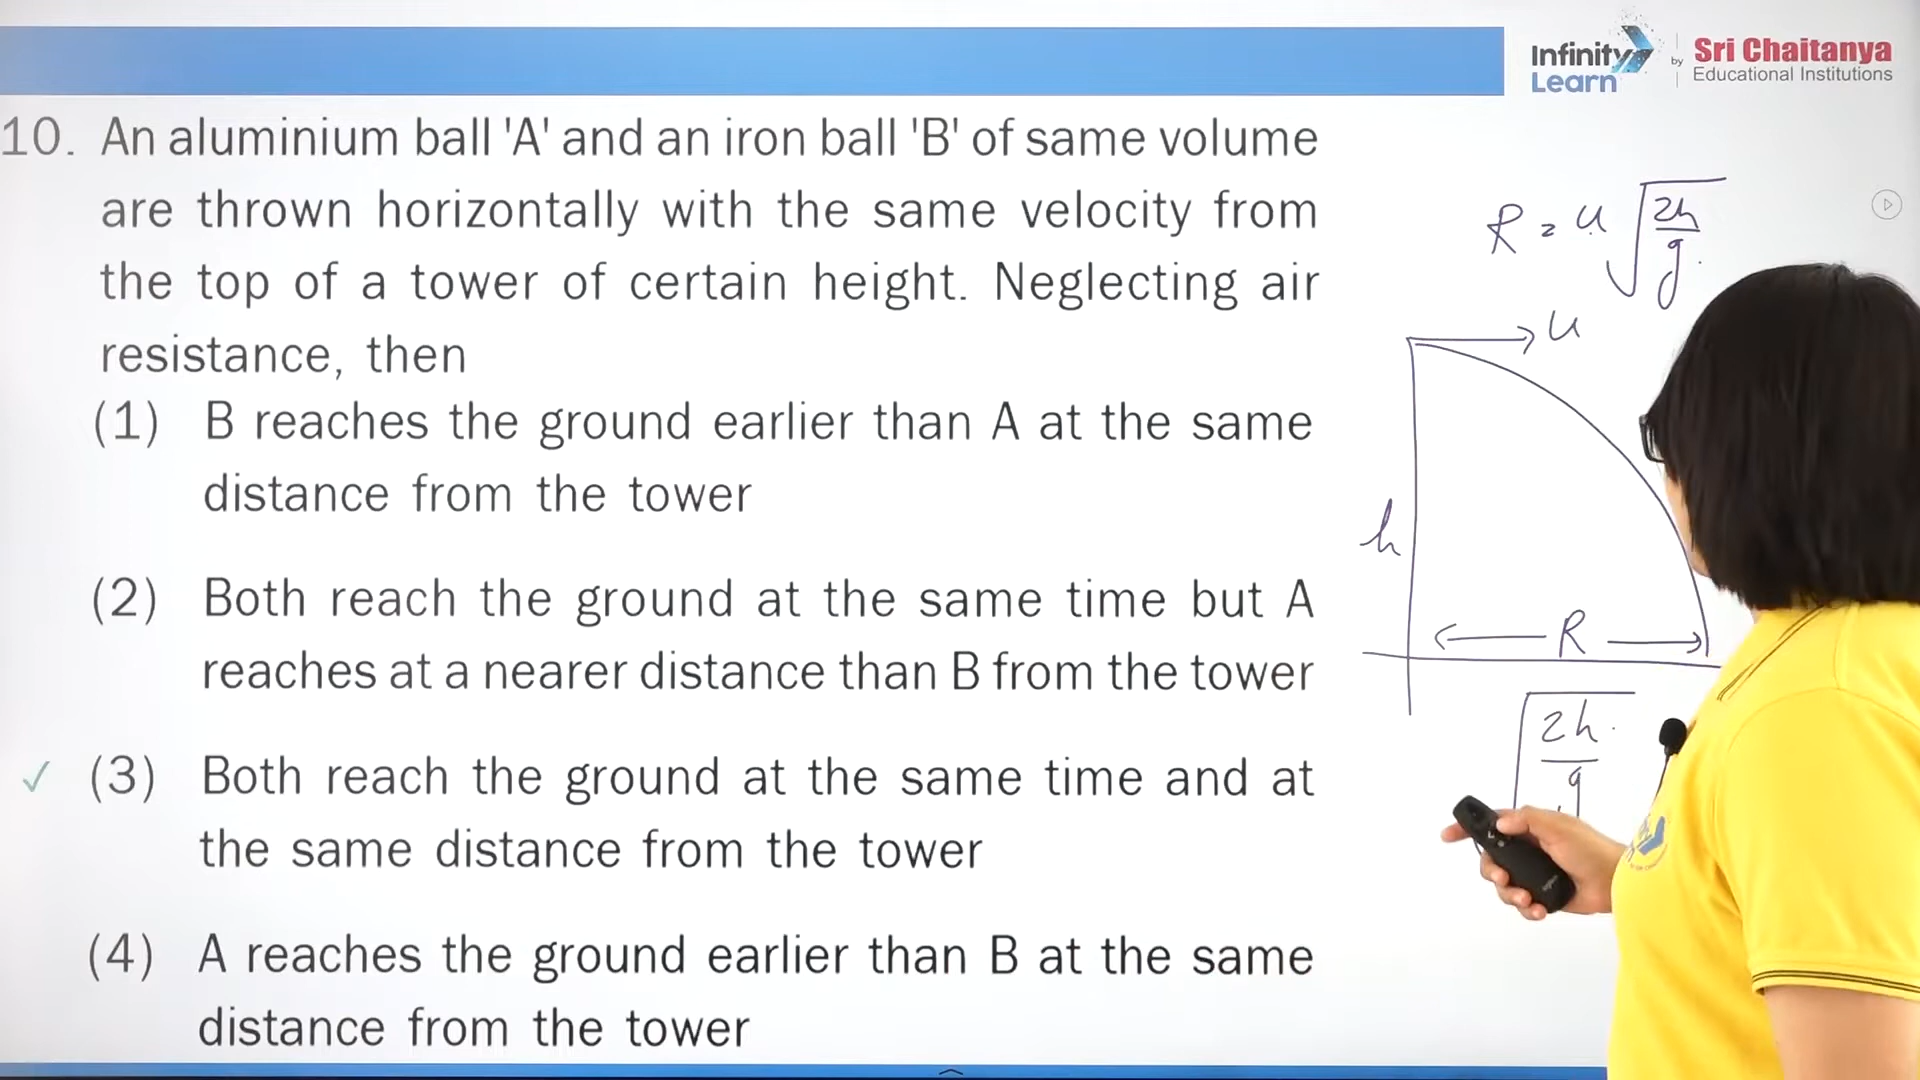 Infinity Learn by Sri Chaitanya
Educational Institutions
10. An aluminium ball 'A' and an iron ball 'B' of same volume
are thrown horizontally with the same velocity from
the top of a tower of certain height. Neglecting air
resistance, then
(1) B reaches the ground earlier than A at the same
distance from the tower
(2) Both reach the ground at the same time but A
reaches at a nearer distance than B from the tower
✓ (3) Both reach the ground at the same time and at
the same distance from the tower
(4) A reaches the ground earlier than B at the same
distance from the tower
R = u √(2h/g)
u
h
R
√(2h/g)